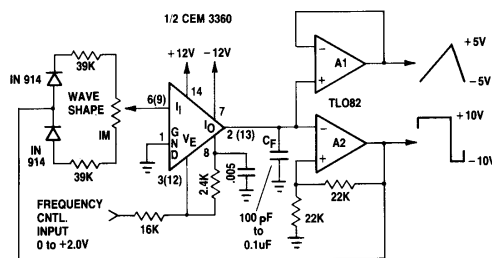 1/2 CEM 3360
+12V
-12V
IN 914
39K
WAVE
SHAPE
IM
IN
914
39K
14
7
6(9)
I1
IO
G
N
D
VE
1
2 (13)
8
3(12)
2.4K
.005
FREQUENCY
CNTL.
INPUT
0 to +2.0V
16K
CF
100 pF
to
0.1uF
A1
TLO82
A2
22K
22K
+5V
-5V
+10V
-10V